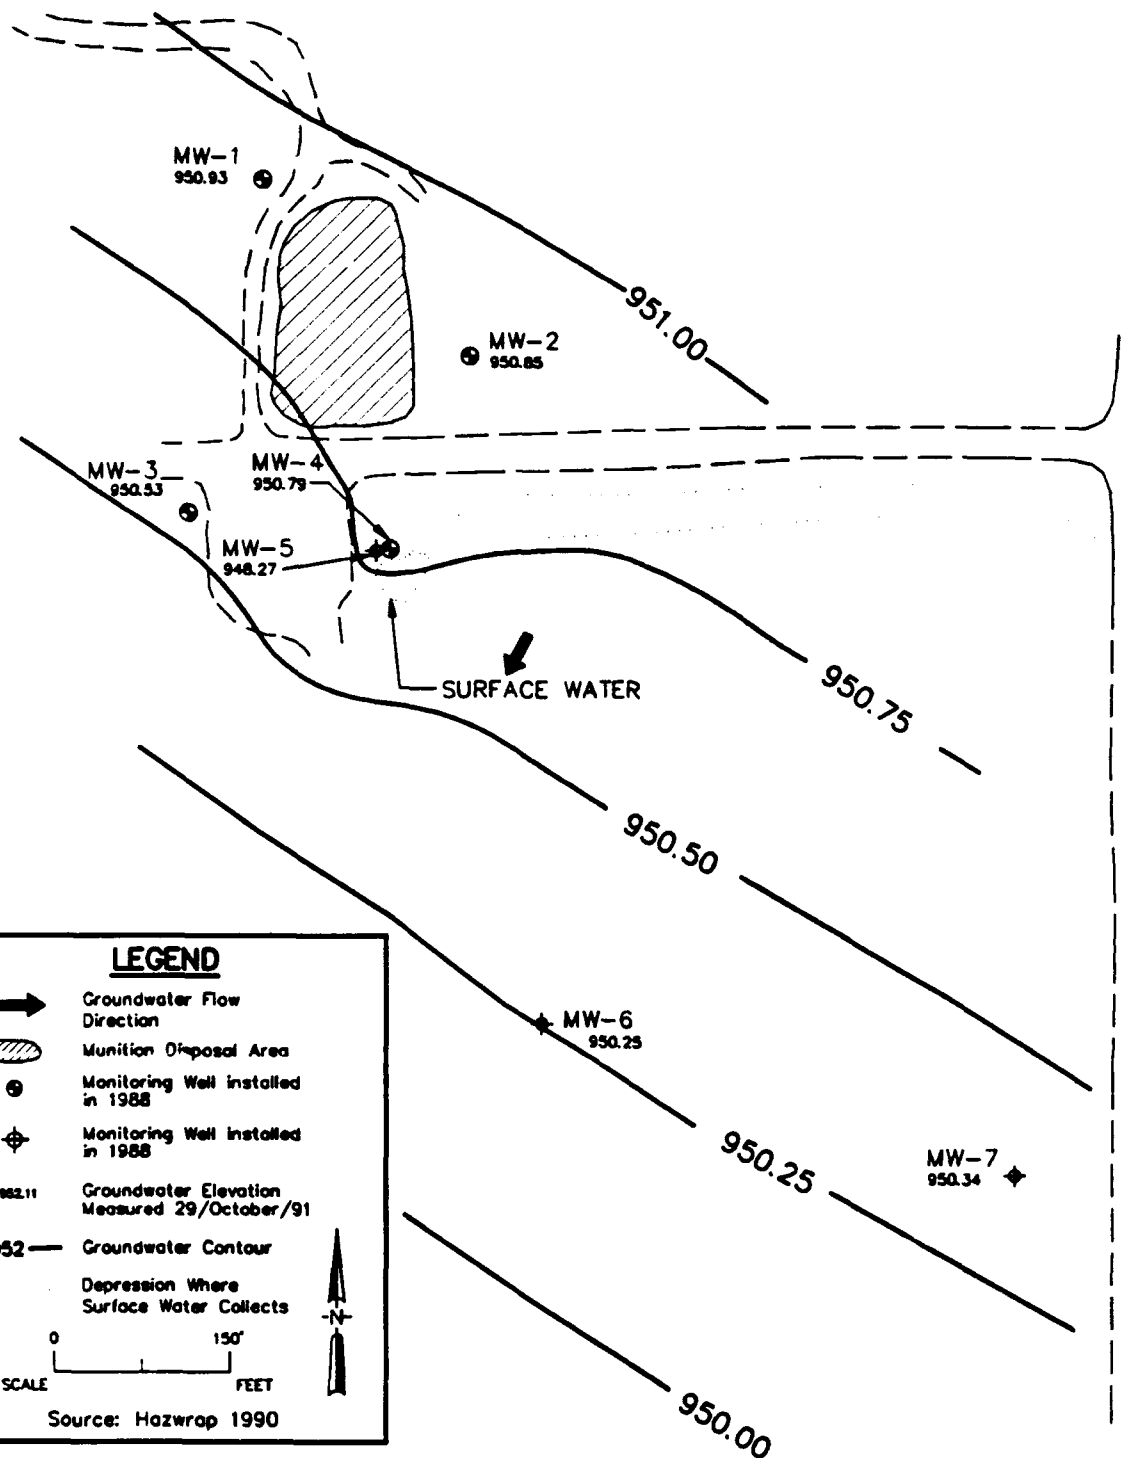 MW-1
950.93
951.00
MW-2
950.85
MW-3
950.53
MW-4
950.79
MW-5
948.27
SURFACE WATER
950.75
950.50
MW-6
950.25
950.25
MW-7
950.34
950.00
LEGEND
Groundwater Flow
Direction
Munition Disposal Area
Monitoring Well installed
in 1988
Monitoring Well installed
in 1988
952.11
Groundwater Elevation
Measured 29/October/91
52
Groundwater Contour
Depression Where
Surface Water Collects
0
150'
SCALE
FEET
N
Source: Hazwrap 1990